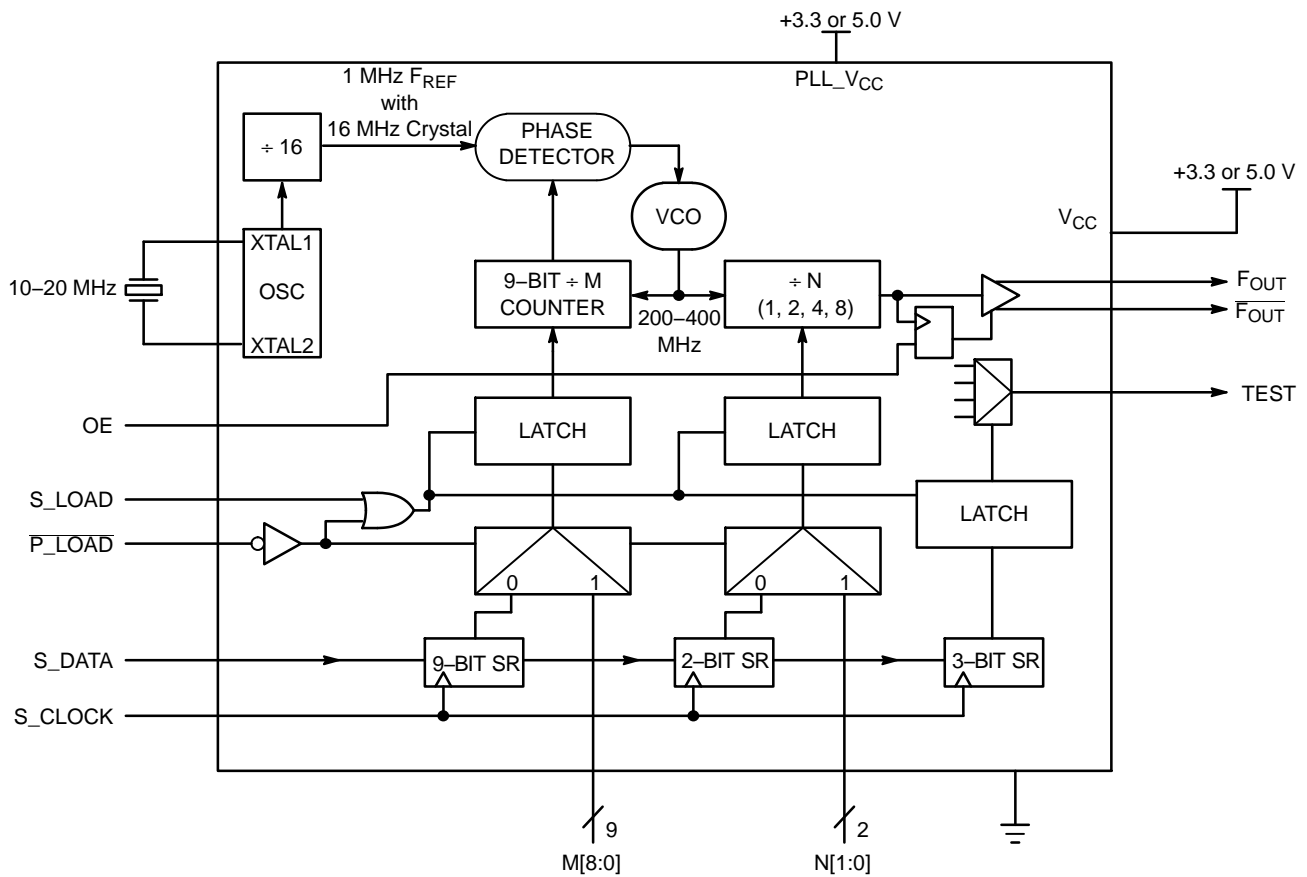 +3.3 or 5.0 V
PLL_VCC
1 MHz FREF
with
16 MHz Crystal
÷ 16
PHASE
DETECTOR
+3.3 or 5.0 V
VCC
VCO
XTAL1
OSC
XTAL2
10–20 MHz
9–BIT ÷ M
COUNTER
200–400
MHz
÷ N
(1, 2, 4, 8)
FOUT
FOUT
TEST
OE
LATCH
LATCH
S_LOAD
LATCH
P_LOAD
0 1
0 1
S_DATA
9–BIT SR
2–BIT SR
3–BIT SR
S_CLOCK
9
2
M[8:0]
N[1:0]